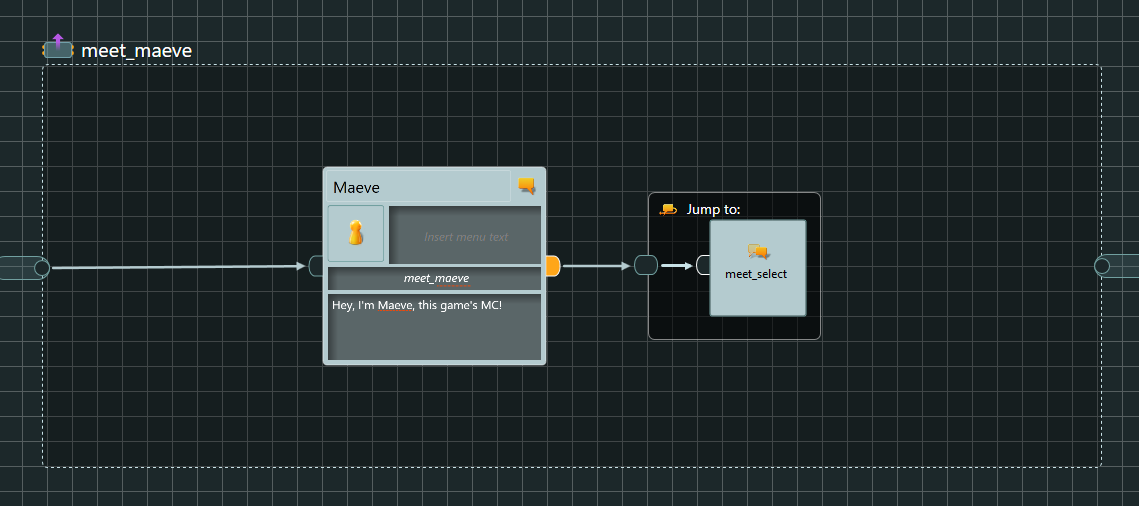 meet_maeve
Maeve
Insert menu text
meet_maeve
Hey, I'm Maeve, this game's MC!
Jump to:
meet_select